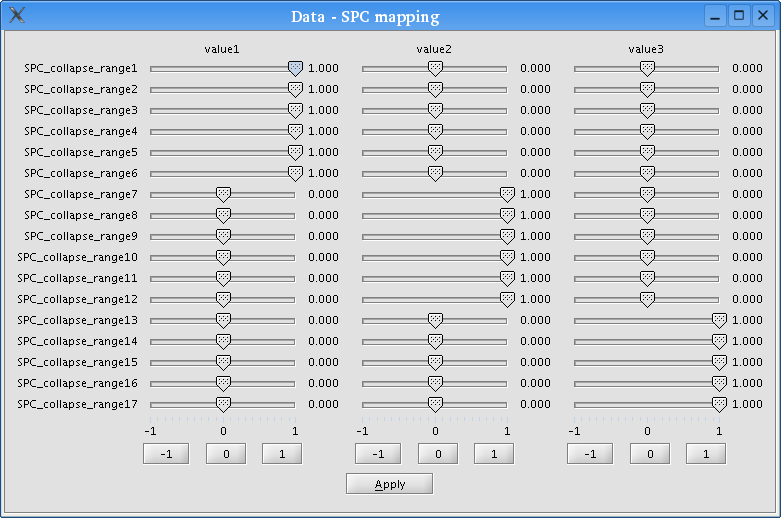 Data - SPC mapping
value1 value2 value3
SPC_collapse_range1 1.000 0.000 0.000
SPC_collapse_range2 1.000 0.000 0.000
SPC_collapse_range3 1.000 0.000 0.000
SPC_collapse_range4 1.000 0.000 0.000
SPC_collapse_range5 1.000 0.000 0.000
SPC_collapse_range6 1.000 0.000 0.000
SPC_collapse_range7 0.000 1.000 0.000
SPC_collapse_range8 0.000 1.000 0.000
SPC_collapse_range9 0.000 1.000 0.000
SPC_collapse_range10 0.000 1.000 0.000
SPC_collapse_range11 0.000 1.000 0.000
SPC_collapse_range12 0.000 1.000 0.000
SPC_collapse_range13 0.000 0.000 1.000
SPC_collapse_range14 0.000 0.000 1.000
SPC_collapse_range15 0.000 0.000 1.000
SPC_collapse_range16 0.000 0.000 1.000
SPC_collapse_range17 0.000 0.000 1.000
-1 0 1 -1 0 1 -1 0 1
-1 0 1 -1 0 1 -1 0 1
Apply